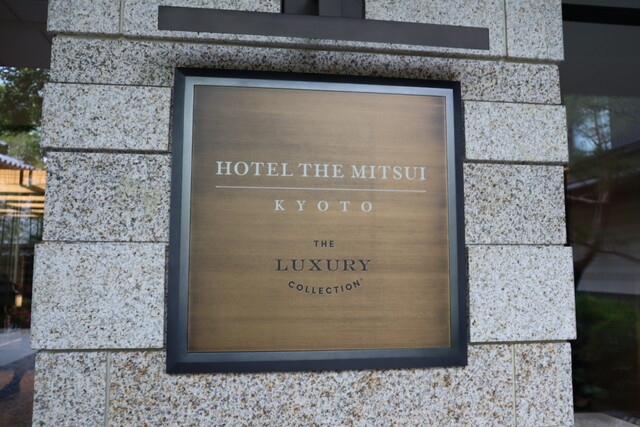 HOTEL THE MITSUI
KYOTO
THE
LUXURY
COLLECTION